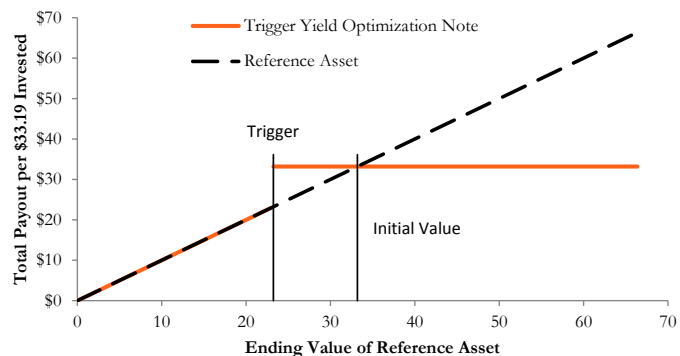 Trigger Yield Optimization Note
Reference Asset
Total Payout per $33.19 Invested
$70
$60
$50
$40
$30
$20
$10
$0
Trigger
Initial Value
0
10
20
30
40
50
60
70
Ending Value of Reference Asset